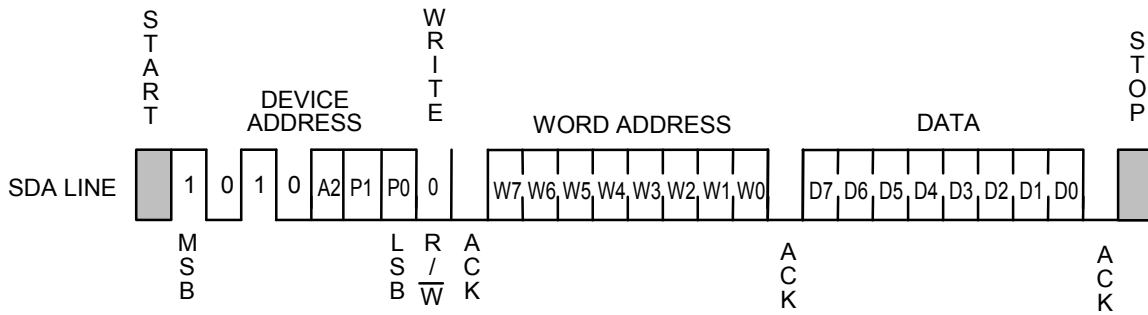 START
WRITE
STOP
DEVICE
ADDRESS
WORD ADDRESS
DATA
SDA LINE
1 0 1 0 A2 P1 P0 0 W7 W6 W5 W4 W3 W2 W1 W0 D7 D6 D5 D4 D3 D2 D1 D0
MSB
LSB
R/W̅
ACK
ACK
ACK